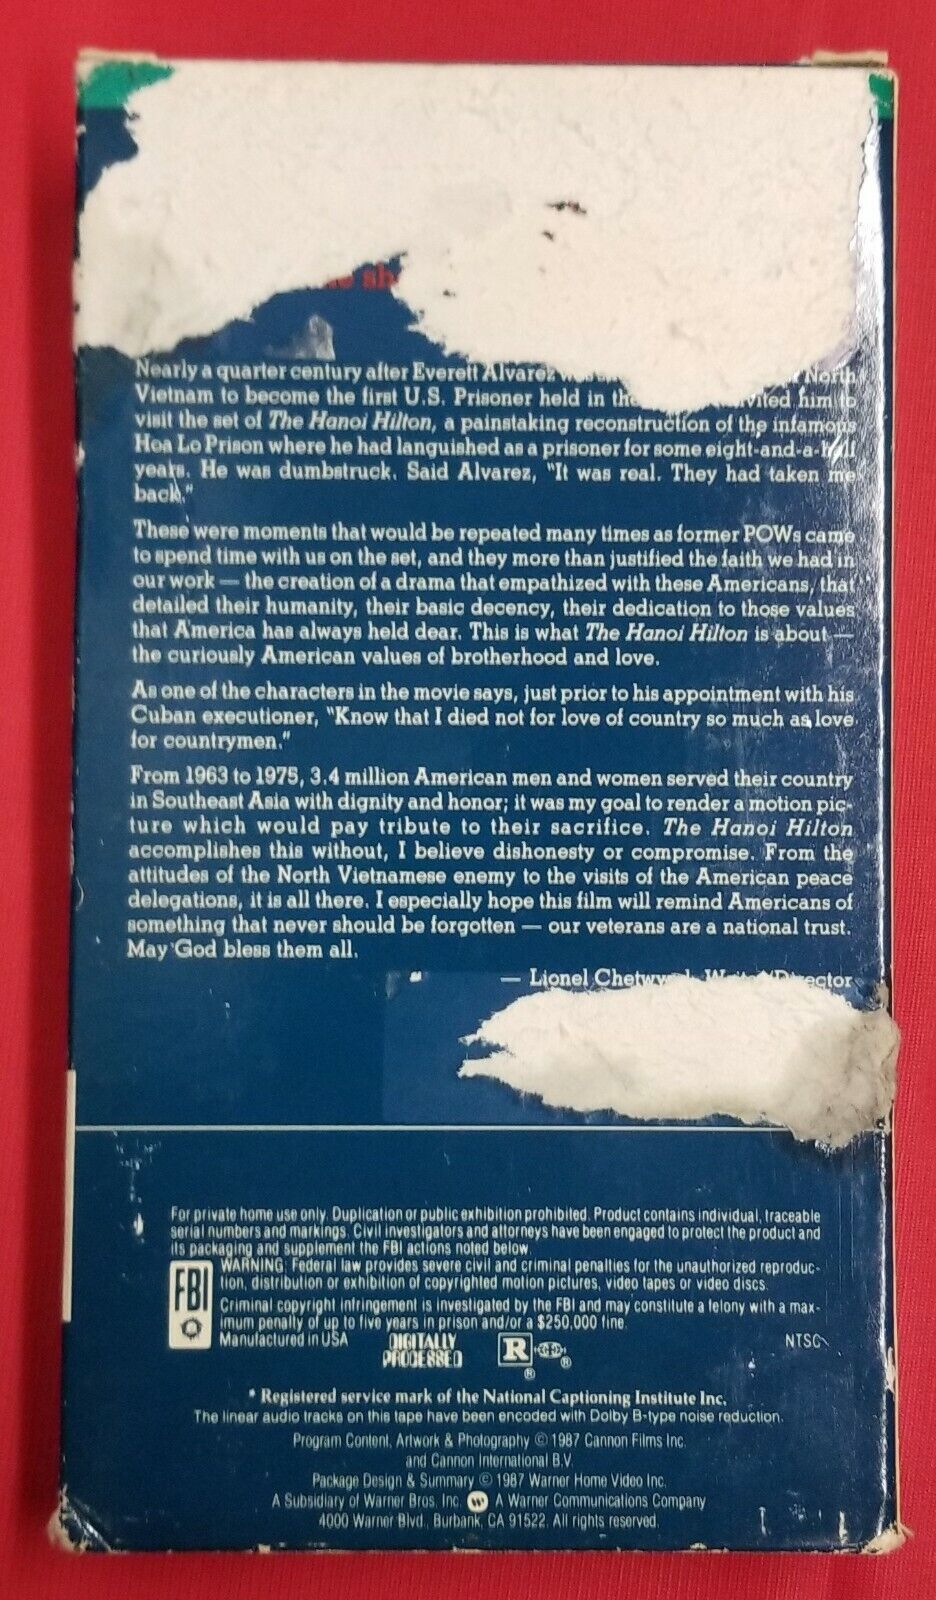 sh
Nearly a quarter century after Everett Alvarez North
Vietnam to become the first U.S. Prisoner held in the him to
visit the set of The Hanoi Hilton, a painstaking reconstruction of the infamous
Hoa Lo Prison where he had languished as a prisoner for some eight-and-a-half
years. He was dumbstruck. Said Alvarez, "It was real. They had taken me
back."
These were moments that would be repeated many times as former POWs came
to spend time with us on the set, and they more than justified the faith we had in
our work — the creation of a drama that empathized with these Americans, that
detailed their humanity, their basic decency, their dedication to those values
that America has always held dear. This is what The Hanoi Hilton is about —
the curiously American values of brotherhood and love.
As one of the characters in the movie says, just prior to his appointment with his
Cuban executioner, "Know that I died not for love of country so much as love
for countrymen."
From 1963 to 1975, 3.4 million American men and women served their country
in Southeast Asia with dignity and honor; it was my goal to render a motion pic-
ture which would pay tribute to their sacrifice. The Hanoi Hilton
accomplishes this without, I believe dishonesty or compromise. From the
attitudes of the North Vietnamese enemy to the visits of the American peace
delegations, it is all there. I especially hope this film will remind Americans of
something that never should be forgotten — our veterans are a national trust.
May God bless them all.
— Lionel Chetwynd, Writer/Director
For private home use only. Duplication or public exhibition prohibited. Product contains individual, traceable
serial numbers and markings. Civil investigators and attorneys have been engaged to protect the product and
its packaging and supplement the FBI actions noted below.
FBI
WARNING: Federal law provides severe civil and criminal penalties for the unauthorized reproduc-
tion, distribution or exhibition of copyrighted motion pictures, video tapes or video discs.
Criminal copyright infringement is investigated by the FBI and may constitute a felony with a max-
imum penalty of up to five years in prison and/or a $250,000 fine.
Manufactured in USA
DIGITALLY
PROCESSED
R ®
®
NTSC
* Registered service mark of the National Captioning Institute Inc.
The linear audio tracks on this tape have been encoded with Dolby B-type noise reduction.
Program Content, Artwork & Photography © 1987 Cannon Films Inc.
and Cannon International B.V.
Package Design & Summary © 1987 Warner Home Video Inc.
A Subsidiary of Warner Bros. Inc. A Warner Communications Company
4000 Warner Blvd., Burbank, CA 91522. All rights reserved.